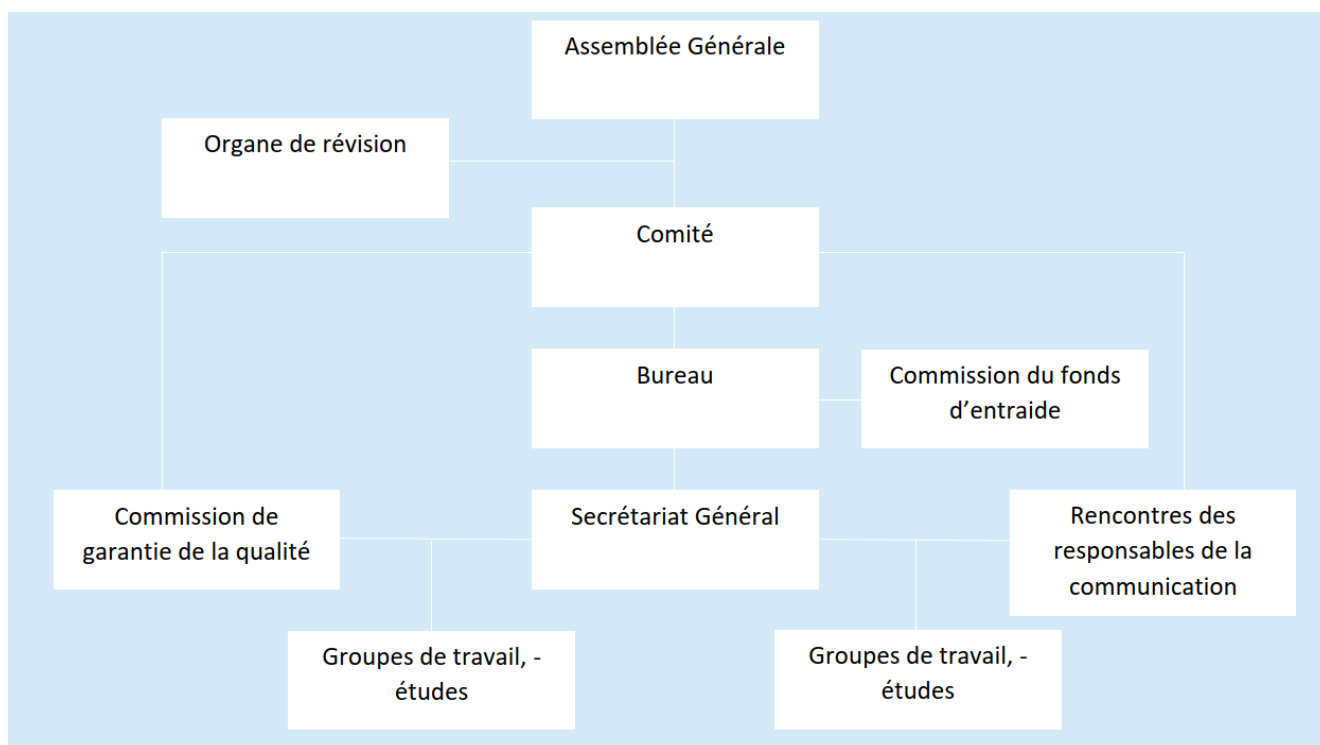 Assemblée Générale
Organe de révision
Comité
Bureau
Commission du fonds
d’entraide
Commission de
garantie de la qualité
Secrétariat Général
Rencontres des
responsables de la
communication
Groupes de travail, -
études
Groupes de travail, -
études